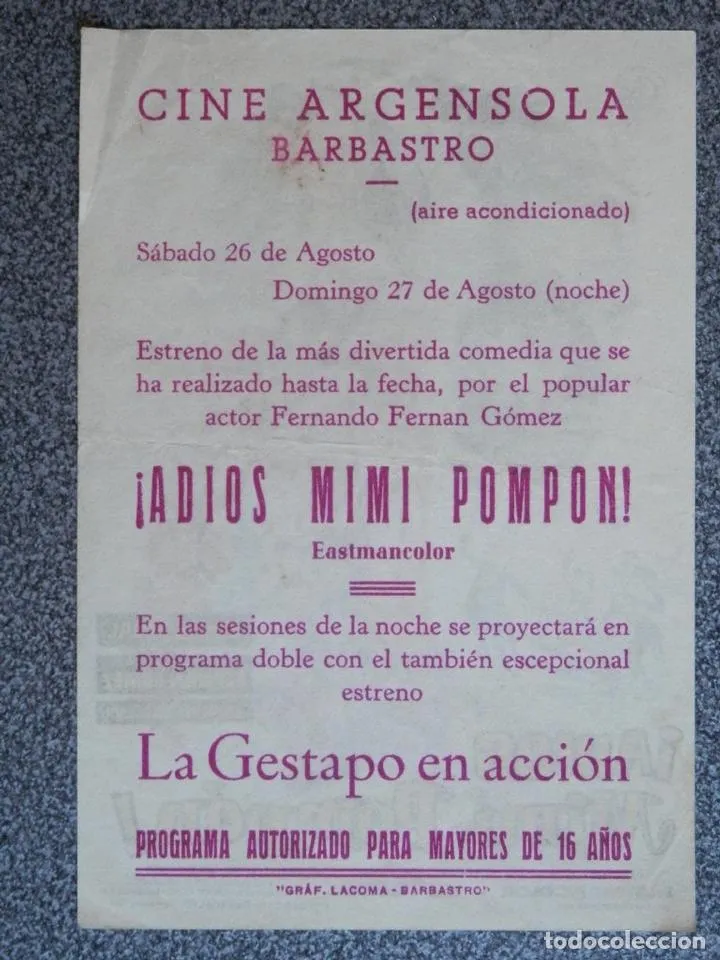 CINE ARGENSOLA
BARBASTRO
(aire acondicionado)
Sábado 26 de Agosto
Domingo 27 de Agosto (noche)
Estreno de la más divertida comedia que se
ha realizado hasta la fecha, por el popular
actor Fernando Fernan Gómez
¡ADIOS MIMI POMPON!
Eastmancolor
En las sesiones de la noche se proyectará en
programa doble con el también escepcional
estreno
La Gestapo en acción
PROGRAMA AUTORIZADO PARA MAYORES DE 16 AÑOS
"GRÁF. LACOMA - BARBASTRO"
todocoleccion